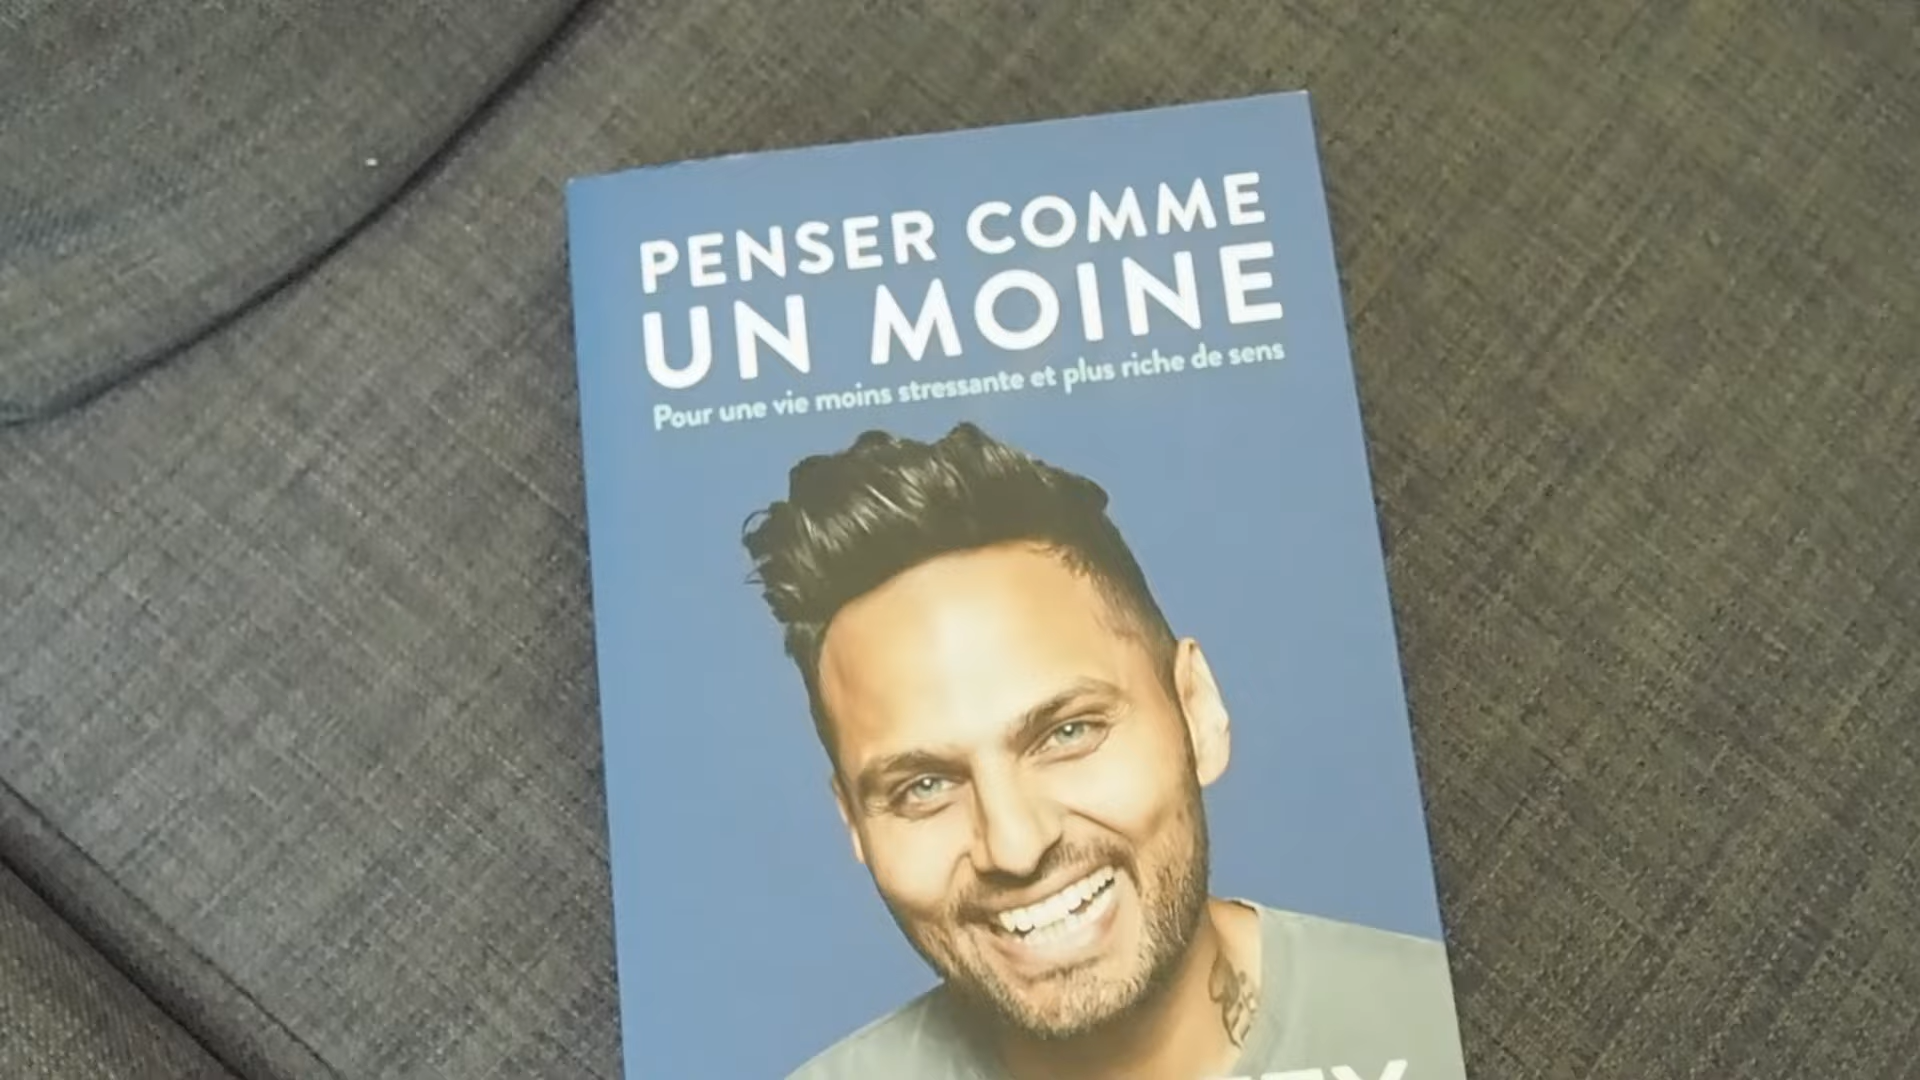 PENSER COMME
UN MOINE
Pour une vie moins stressante et plus riche de sens